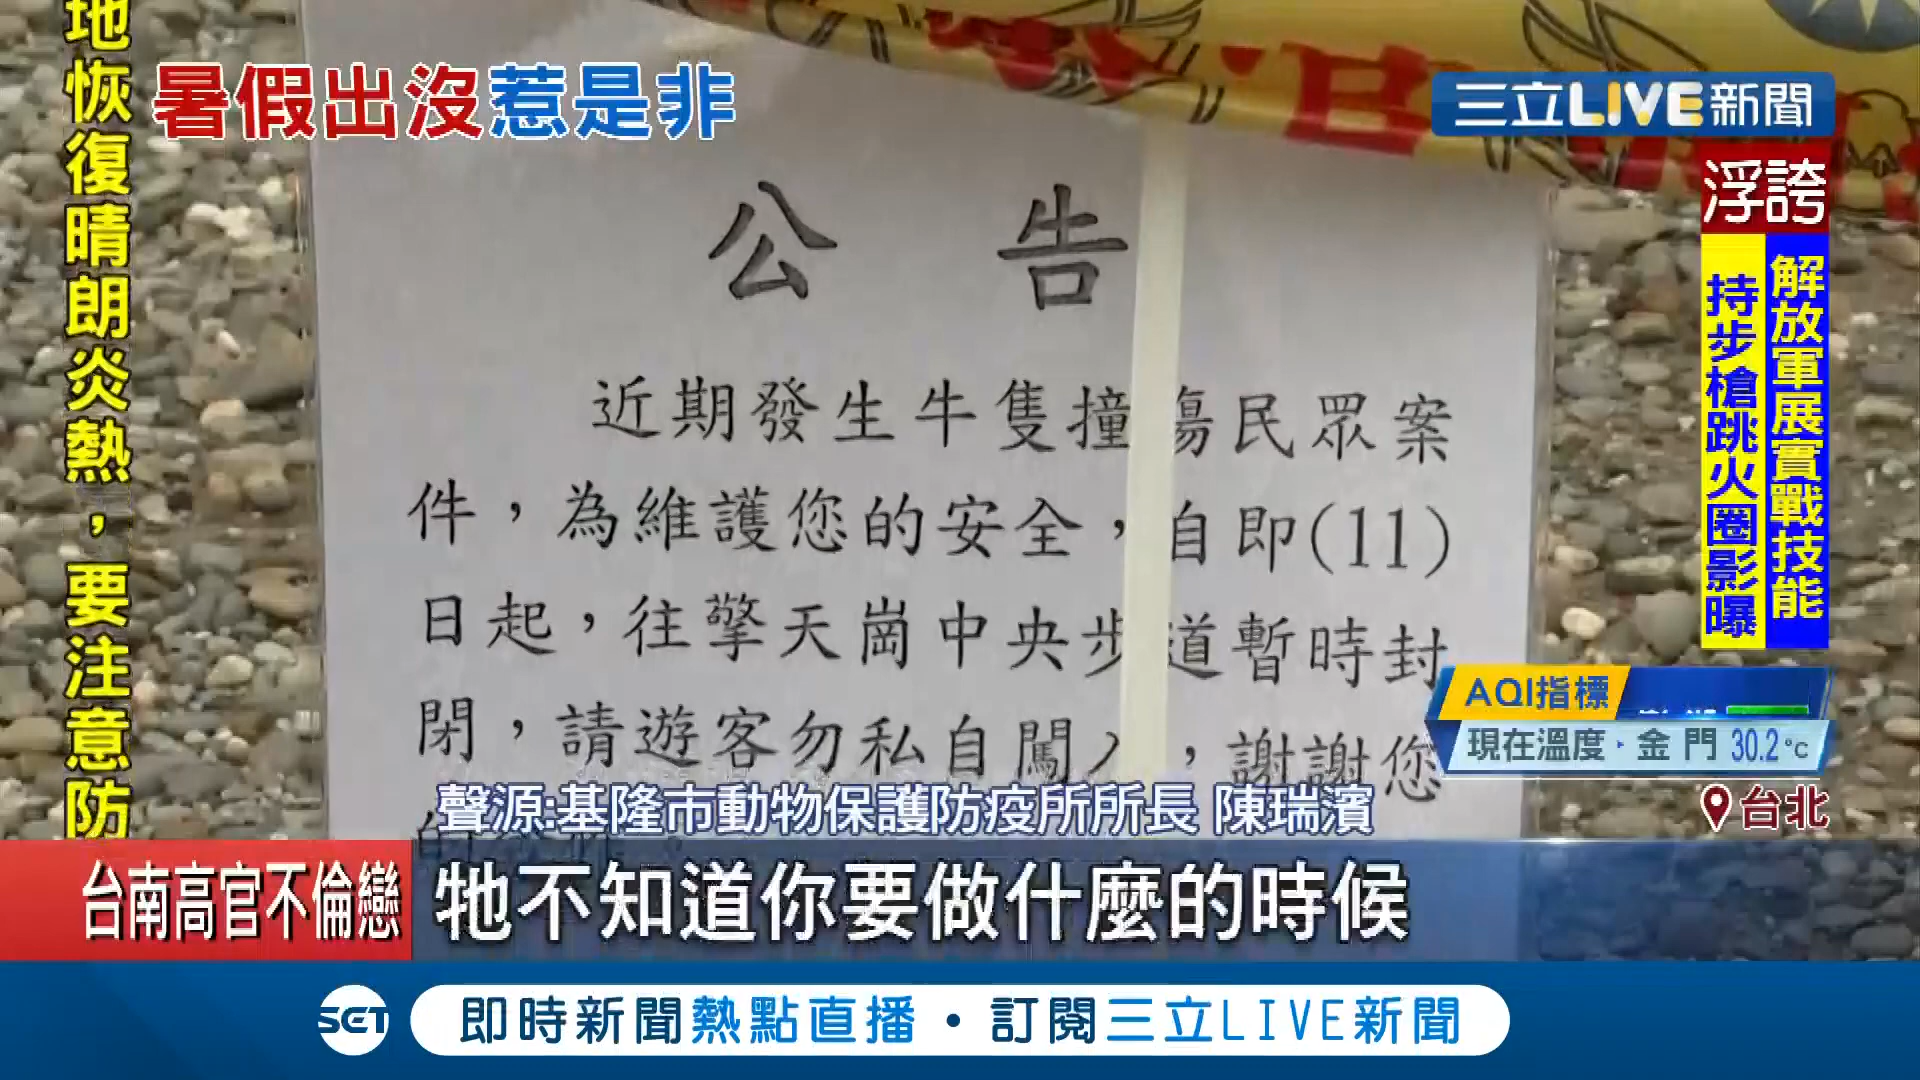 地恢復晴朗炎熱，要注意防
暑假出沒惹是非
三立LIVE新聞
浮誇
解放軍展實戰技能
持步槍跳火圈影曝
公告
近期發生牛隻撞傷民眾案
件，為維護您的安全，自即(11)
日起，往擎天崗中央步道暫時封
閉，請遊客勿私自闖入，謝謝您
AQI指標
現在溫度 金門 30.2°C
台北
聲源:基隆市動物保護防疫所所長 陳瑞濱
台南高官不倫戀
牠不知道你要做什麼的時候
SET
即時新聞熱點直播・訂閱三立LIVE新聞